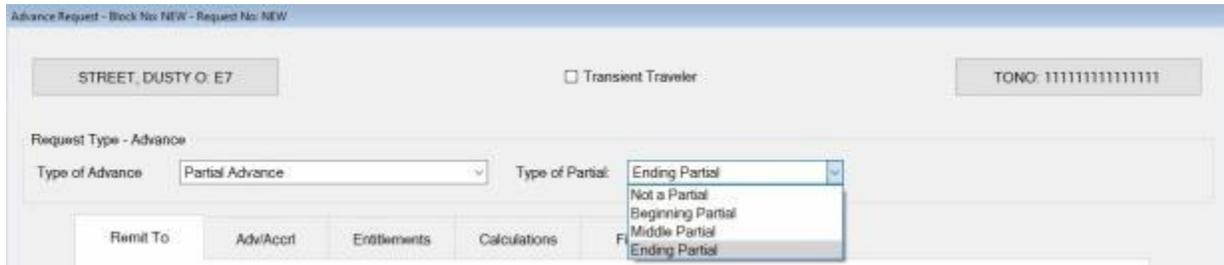 Advance Request - Block No: NEW - Request No: NEW
STREET, DUSTY O: E7
Transient Traveler
TONO: 111111111111111
Request Type - Advance
Type of Advance
Partial Advance
Type of Partial:
Ending Partial
Not a Partial
Beginning Partial
Middle Partial
Ending Partial
Remit To
Adv/Accrl
Entitlements
Calculations